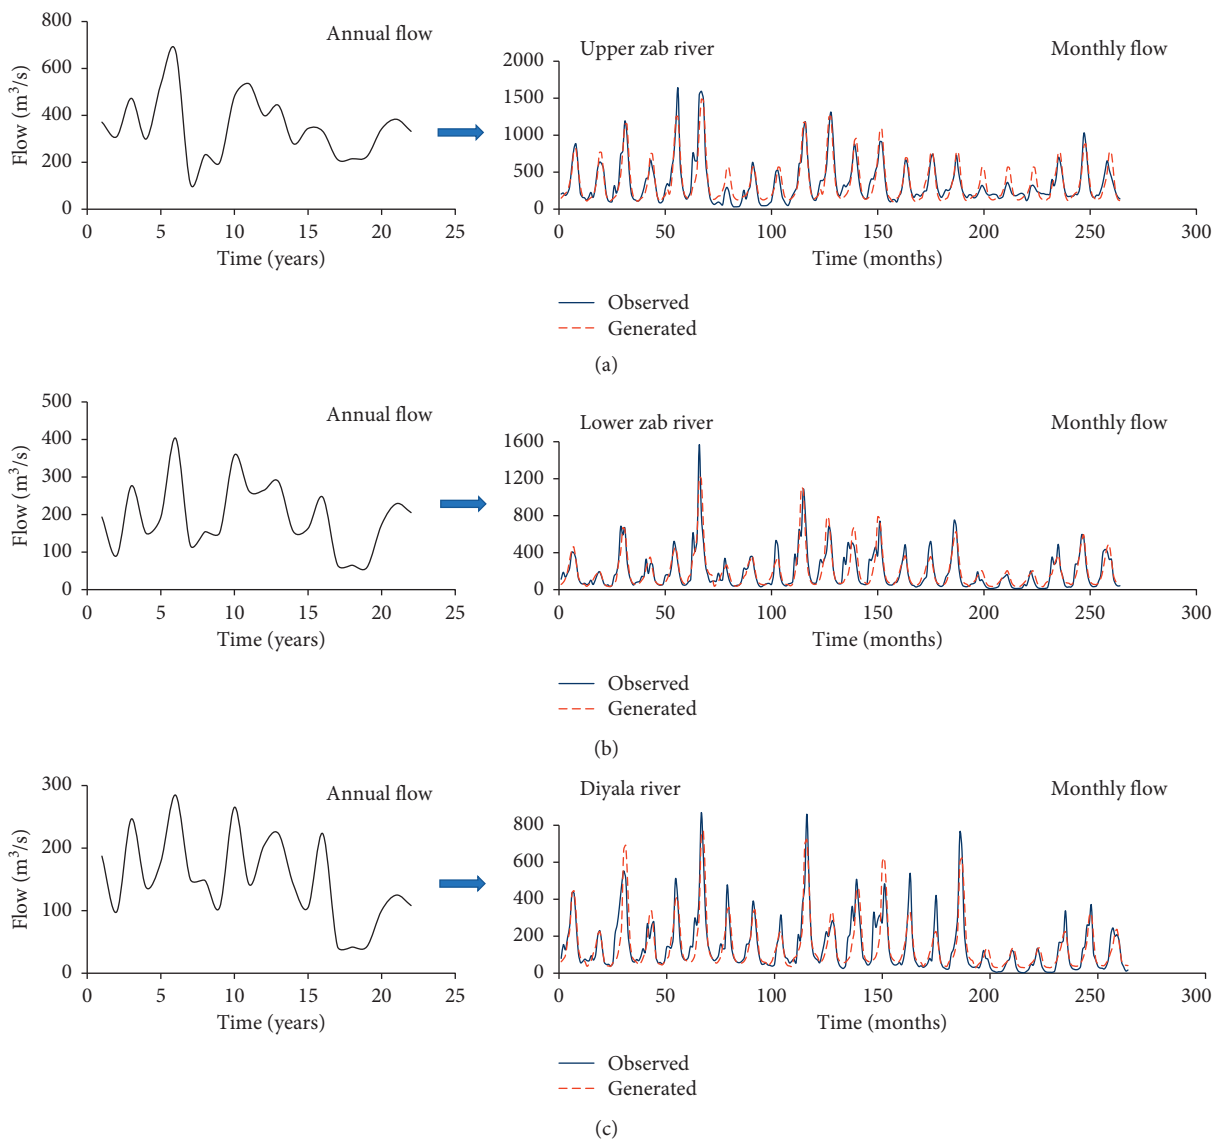 Annual flow
Flow (m³/s)
800
600
400
200
0
0 5 10 15 20 25
Time (years)
Upper zab river Monthly flow
2000
1500
1000
500
0
0 50 100 150 200 250 300
Time (months)
Observed
Generated
(a)
Annual flow
Flow (m³/s)
500
400
300
200
100
0
0 5 10 15 20 25
Time (years)
Lower zab river Monthly flow
1600
1200
800
400
0
0 50 100 150 200 250 300
Time (months)
Observed
Generated
(b)
Annual flow
Flow (m³/s)
300
200
100
0
0 5 10 15 20 25
Time (years)
Diyala river Monthly flow
800
600
400
200
0
0 50 100 150 200 250 300
Time (months)
Observed
Generated
(c)